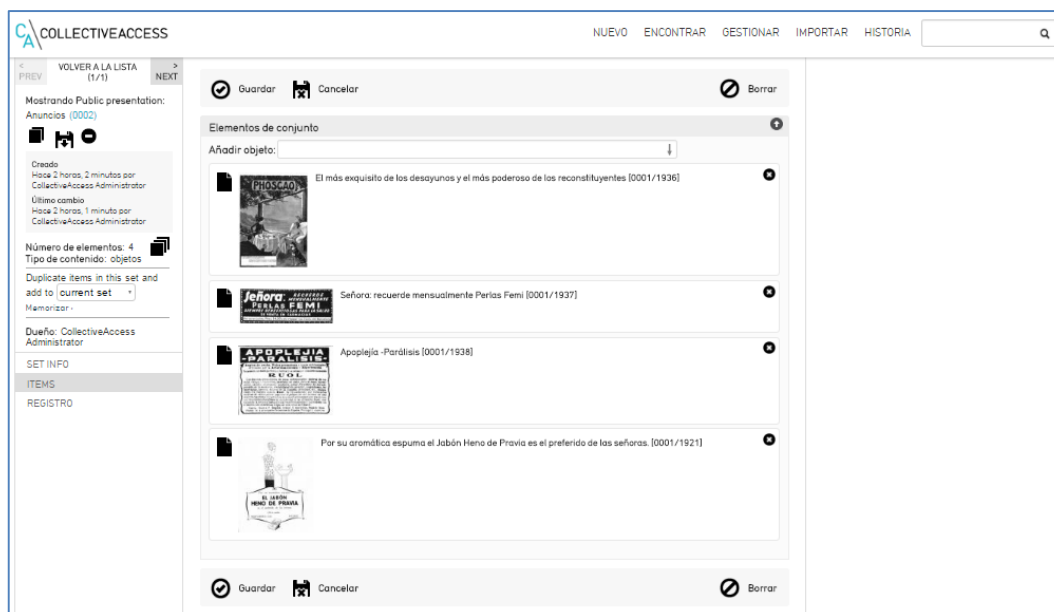 CA COLLECTIVEACCESS
NUEVO ENCONTRAR GESTIONAR IMPORTAR HISTORIA
< PREV
VOLVER A LA LISTA
(1/1)
> NEXT
Mostrando Public presentation:
Anuncios (0002)
Creado
Hace 2 horas, 2 minutos por
CollectiveAccess Administrator
Último cambio
Hace 2 horas, 1 minuto por
CollectiveAccess Administrator
Número de elementos: 4
Tipo de contenido: objetos
Duplicate items in this set and
add to current set
Memorizar ›
Dueño: CollectiveAccess
Administrator
SET INFO
ITEMS
REGISTRO
Guardar Cancelar Borrar
Elementos de conjunto
Añadir objeto:
PHOSCAO
El más exquisito de los desayunos y el más poderoso de los reconstituyentes [0001/1936]
Señora: RECUERDE
MENSUALMENTE
PERLAS FEMI
Señora: recuerde mensualmente Perlas Femi [0001/1937]
APOPLEJIA
-PARALISIS-
RUOL
Apoplejía -Parálisis [0001/1938]
EL JABÓN
HENO DE PRAVIA
Por su aromática espuma el Jabón Heno de Pravia es el preferido de las señoras. [0001/1921]
Guardar Cancelar Borrar